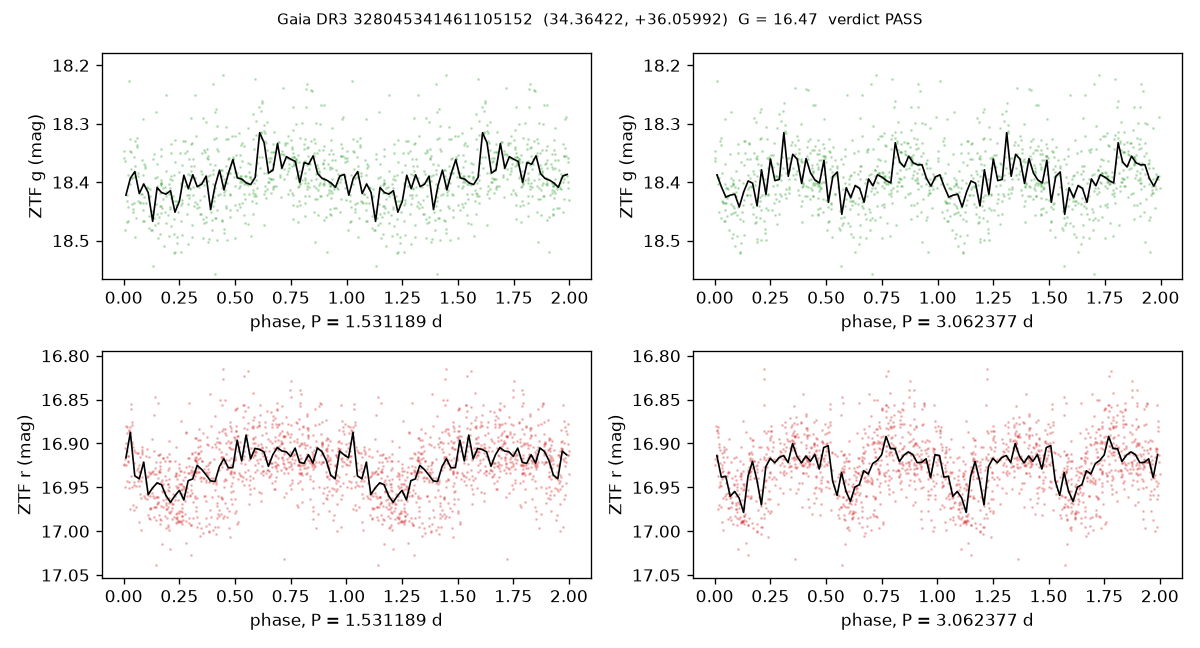 Gaia DR3 328045341461105152  (34.36422, +36.05992)  G = 16.47  verdict PASS
18.2
18.3
18.4
18.5
ZTF g (mag)
0.00 0.25 0.50 0.75 1.00 1.25 1.50 1.75 2.00
phase, P = 1.531189 d
18.2
18.3
18.4
18.5
ZTF g (mag)
0.00 0.25 0.50 0.75 1.00 1.25 1.50 1.75 2.00
phase, P = 3.062377 d
16.80
16.85
16.90
16.95
17.00
17.05
ZTF r (mag)
0.00 0.25 0.50 0.75 1.00 1.25 1.50 1.75 2.00
phase, P = 1.531189 d
16.80
16.85
16.90
16.95
17.00
17.05
ZTF r (mag)
0.00 0.25 0.50 0.75 1.00 1.25 1.50 1.75 2.00
phase, P = 3.062377 d